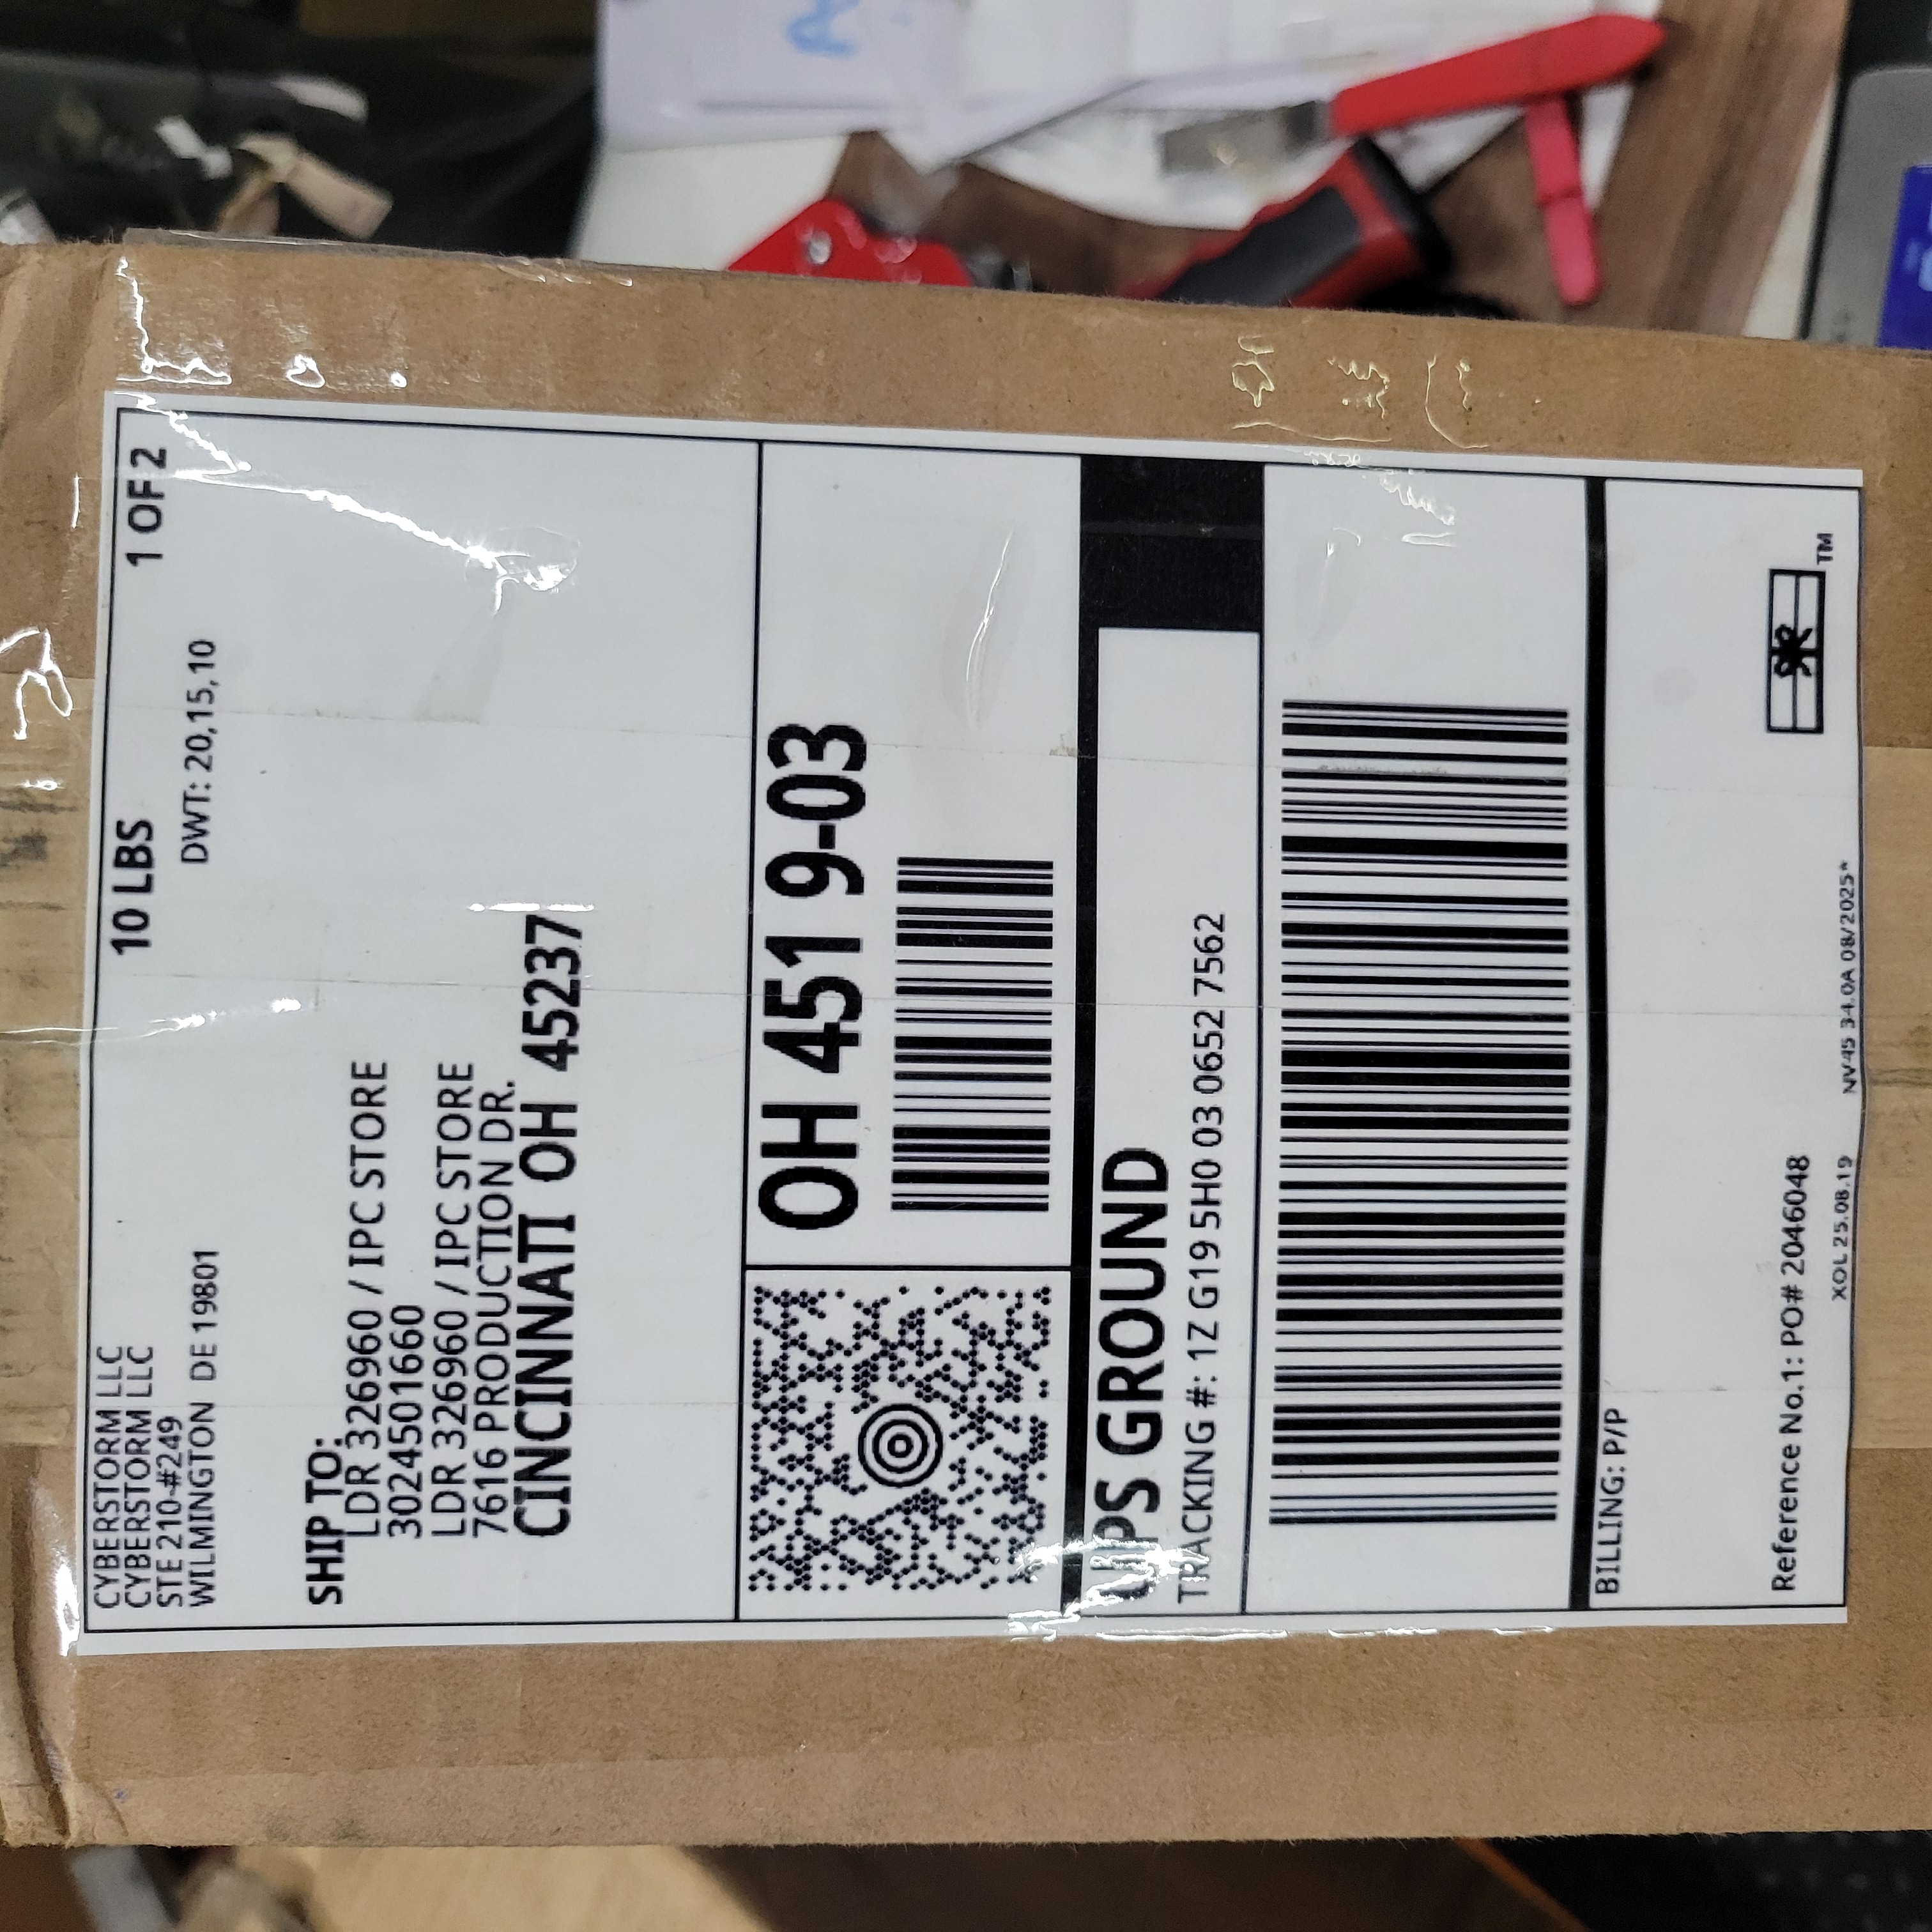 CYBERSTORM LLC
CYBERSTORM LLC
STE 210-#249
WILMINGTON DE 19801
10 LBS
1 OF 2
DWT: 20,15,10
SHIP TO:
LDR 326960 / IPC STORE
3024501660
LDR 326960 / IPC STORE
7616 PRODUCTION DR.
CINCINNATI OH 45237
OH 451 9-03
UPS GROUND
TRACKING #: 1Z G19 5H0 03 0652 7562
BILLING: P/P
Reference No.1: PO# 2046048
XOL 25.08.19
NV45 34.0A 08/2025*
TM